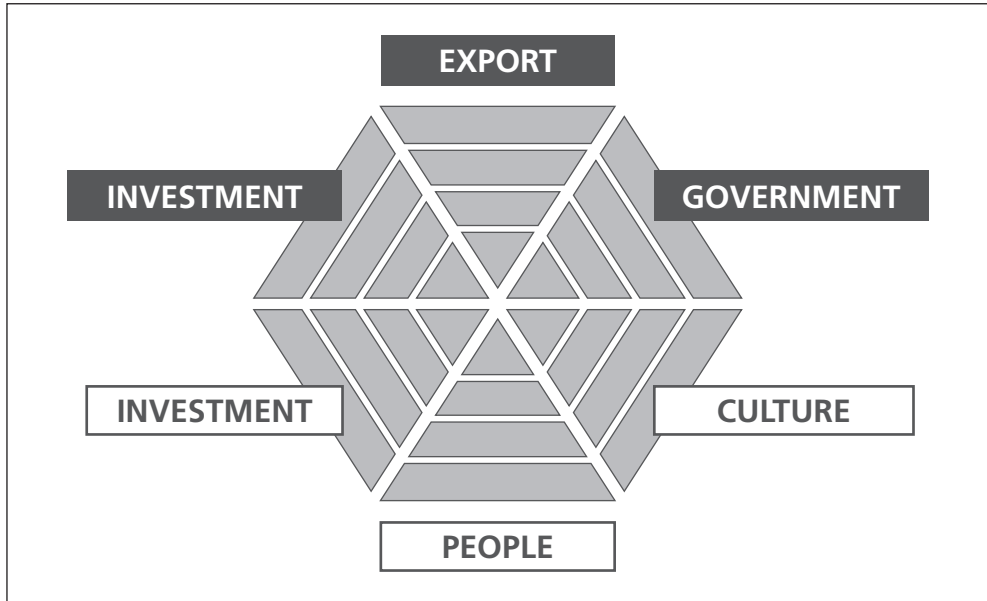 EXPORT
INVESTMENT
GOVERNMENT
INVESTMENT
CULTURE
PEOPLE